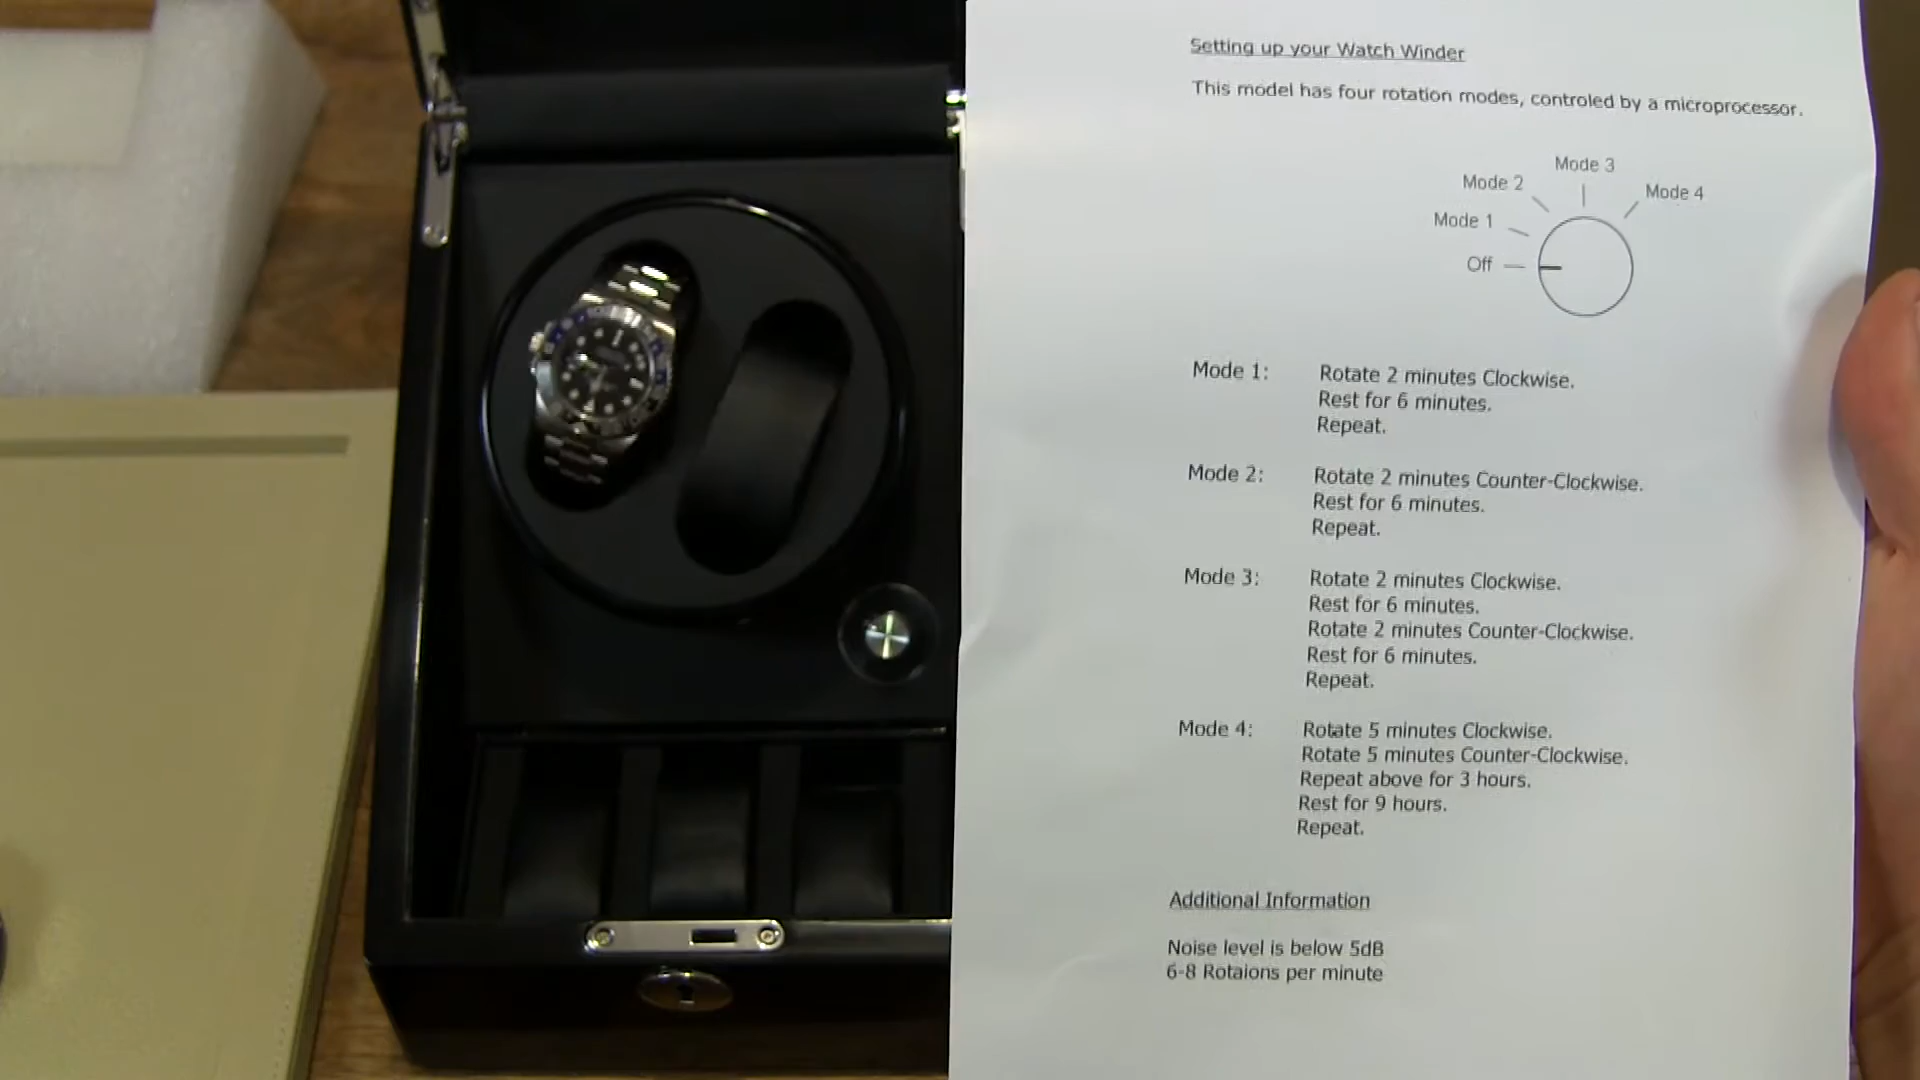 Setting up your Watch Winder
This model has four rotation modes, controled by a microprocessor.
Mode 3
Mode 2
Mode 4
Mode 1
Off
Mode 1: Rotate 2 minutes Clockwise.
Rest for 6 minutes.
Repeat.
Mode 2: Rotate 2 minutes Counter-Clockwise.
Rest for 6 minutes.
Repeat.
Mode 3: Rotate 2 minutes Clockwise.
Rest for 6 minutes.
Rotate 2 minutes Counter-Clockwise.
Rest for 6 minutes.
Repeat.
Mode 4: Rotate 5 minutes Clockwise.
Rotate 5 minutes Counter-Clockwise.
Repeat above for 3 hours.
Rest for 9 hours.
Repeat.
Additional Information
Noise level is below 5dB
6-8 Rotaions per minute